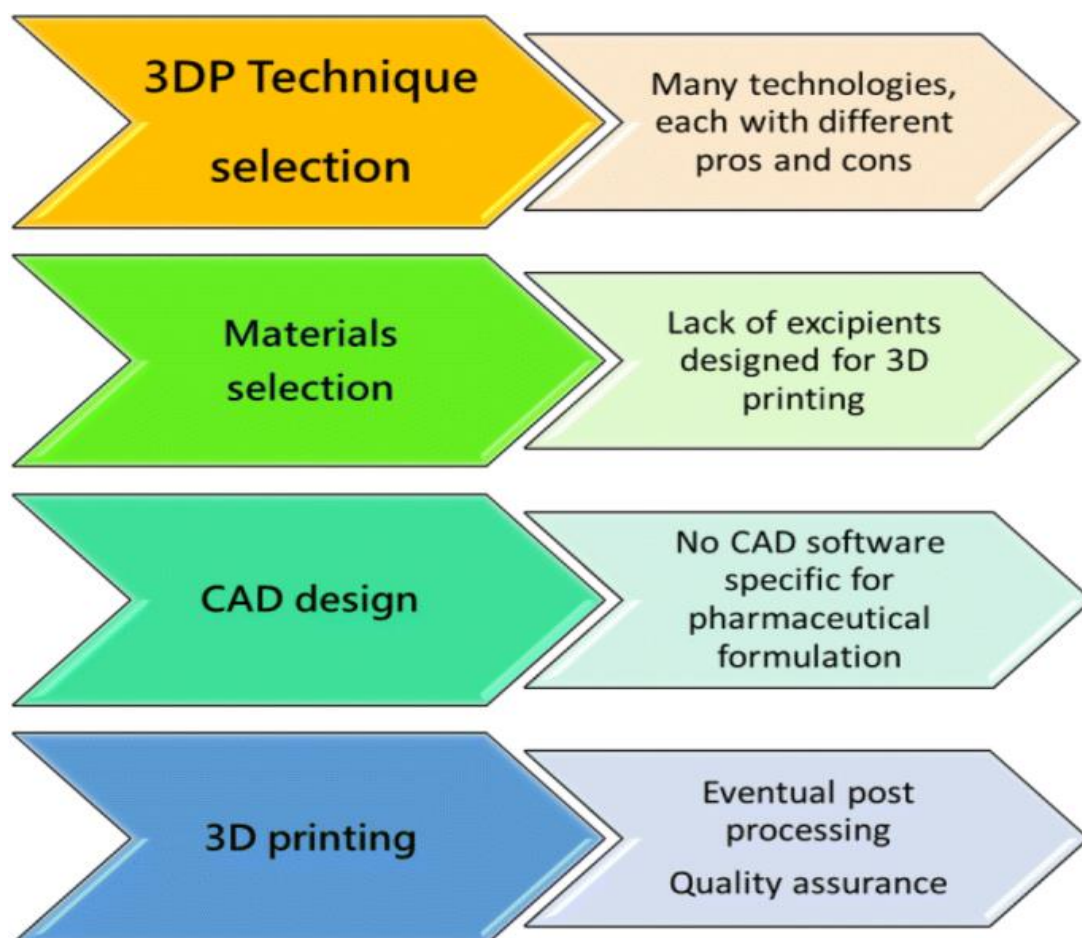 3DP Technique
selection
Many technologies,
each with different
pros and cons
Materials
selection
Lack of excipients
designed for 3D
printing
CAD design
No CAD software
specific for
pharmaceutical
formulation
3D printing
Eventual post
processing
Quality assurance